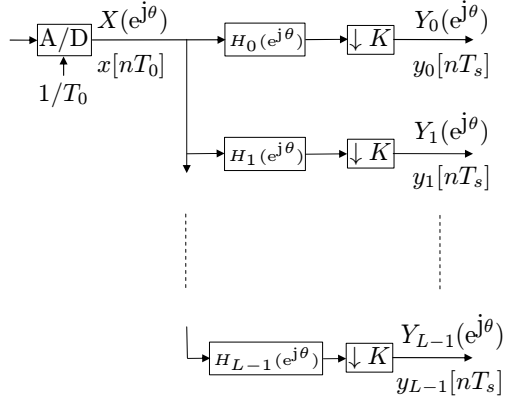 A/D
1/T_0
X(e^{jθ})
x[nT_0]
H_0(e^{jθ})
↓ K
Y_0(e^{jθ})
y_0[nT_s]
H_1(e^{jθ})
↓ K
Y_1(e^{jθ})
y_1[nT_s]
H_{L−1}(e^{jθ})
↓ K
Y_{L−1}(e^{jθ})
y_{L−1}[nT_s]